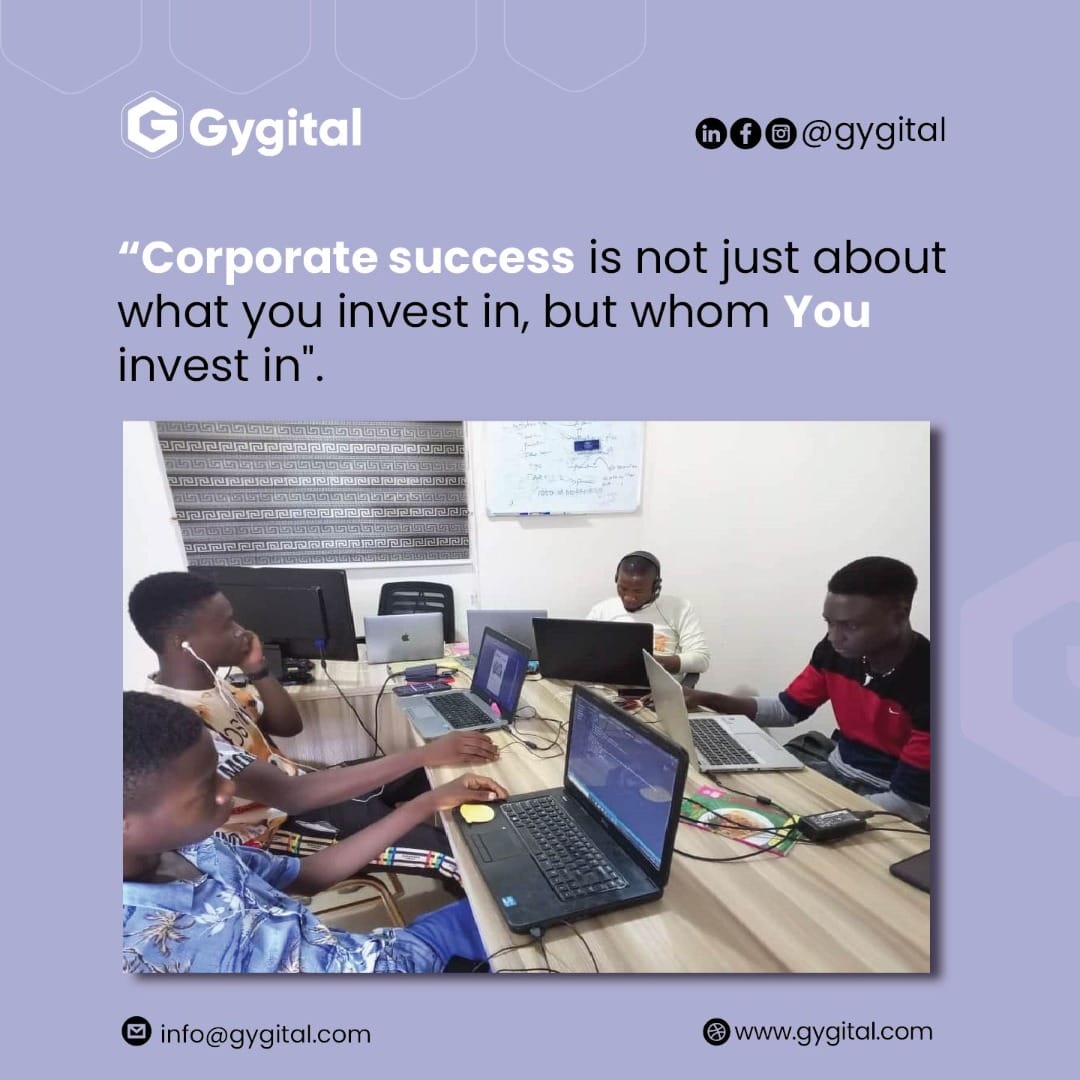 Gygital
@gygital
“Corporate success is not just about
what you invest in, but whom You
invest in".
info@gygital.com
www.gygital.com